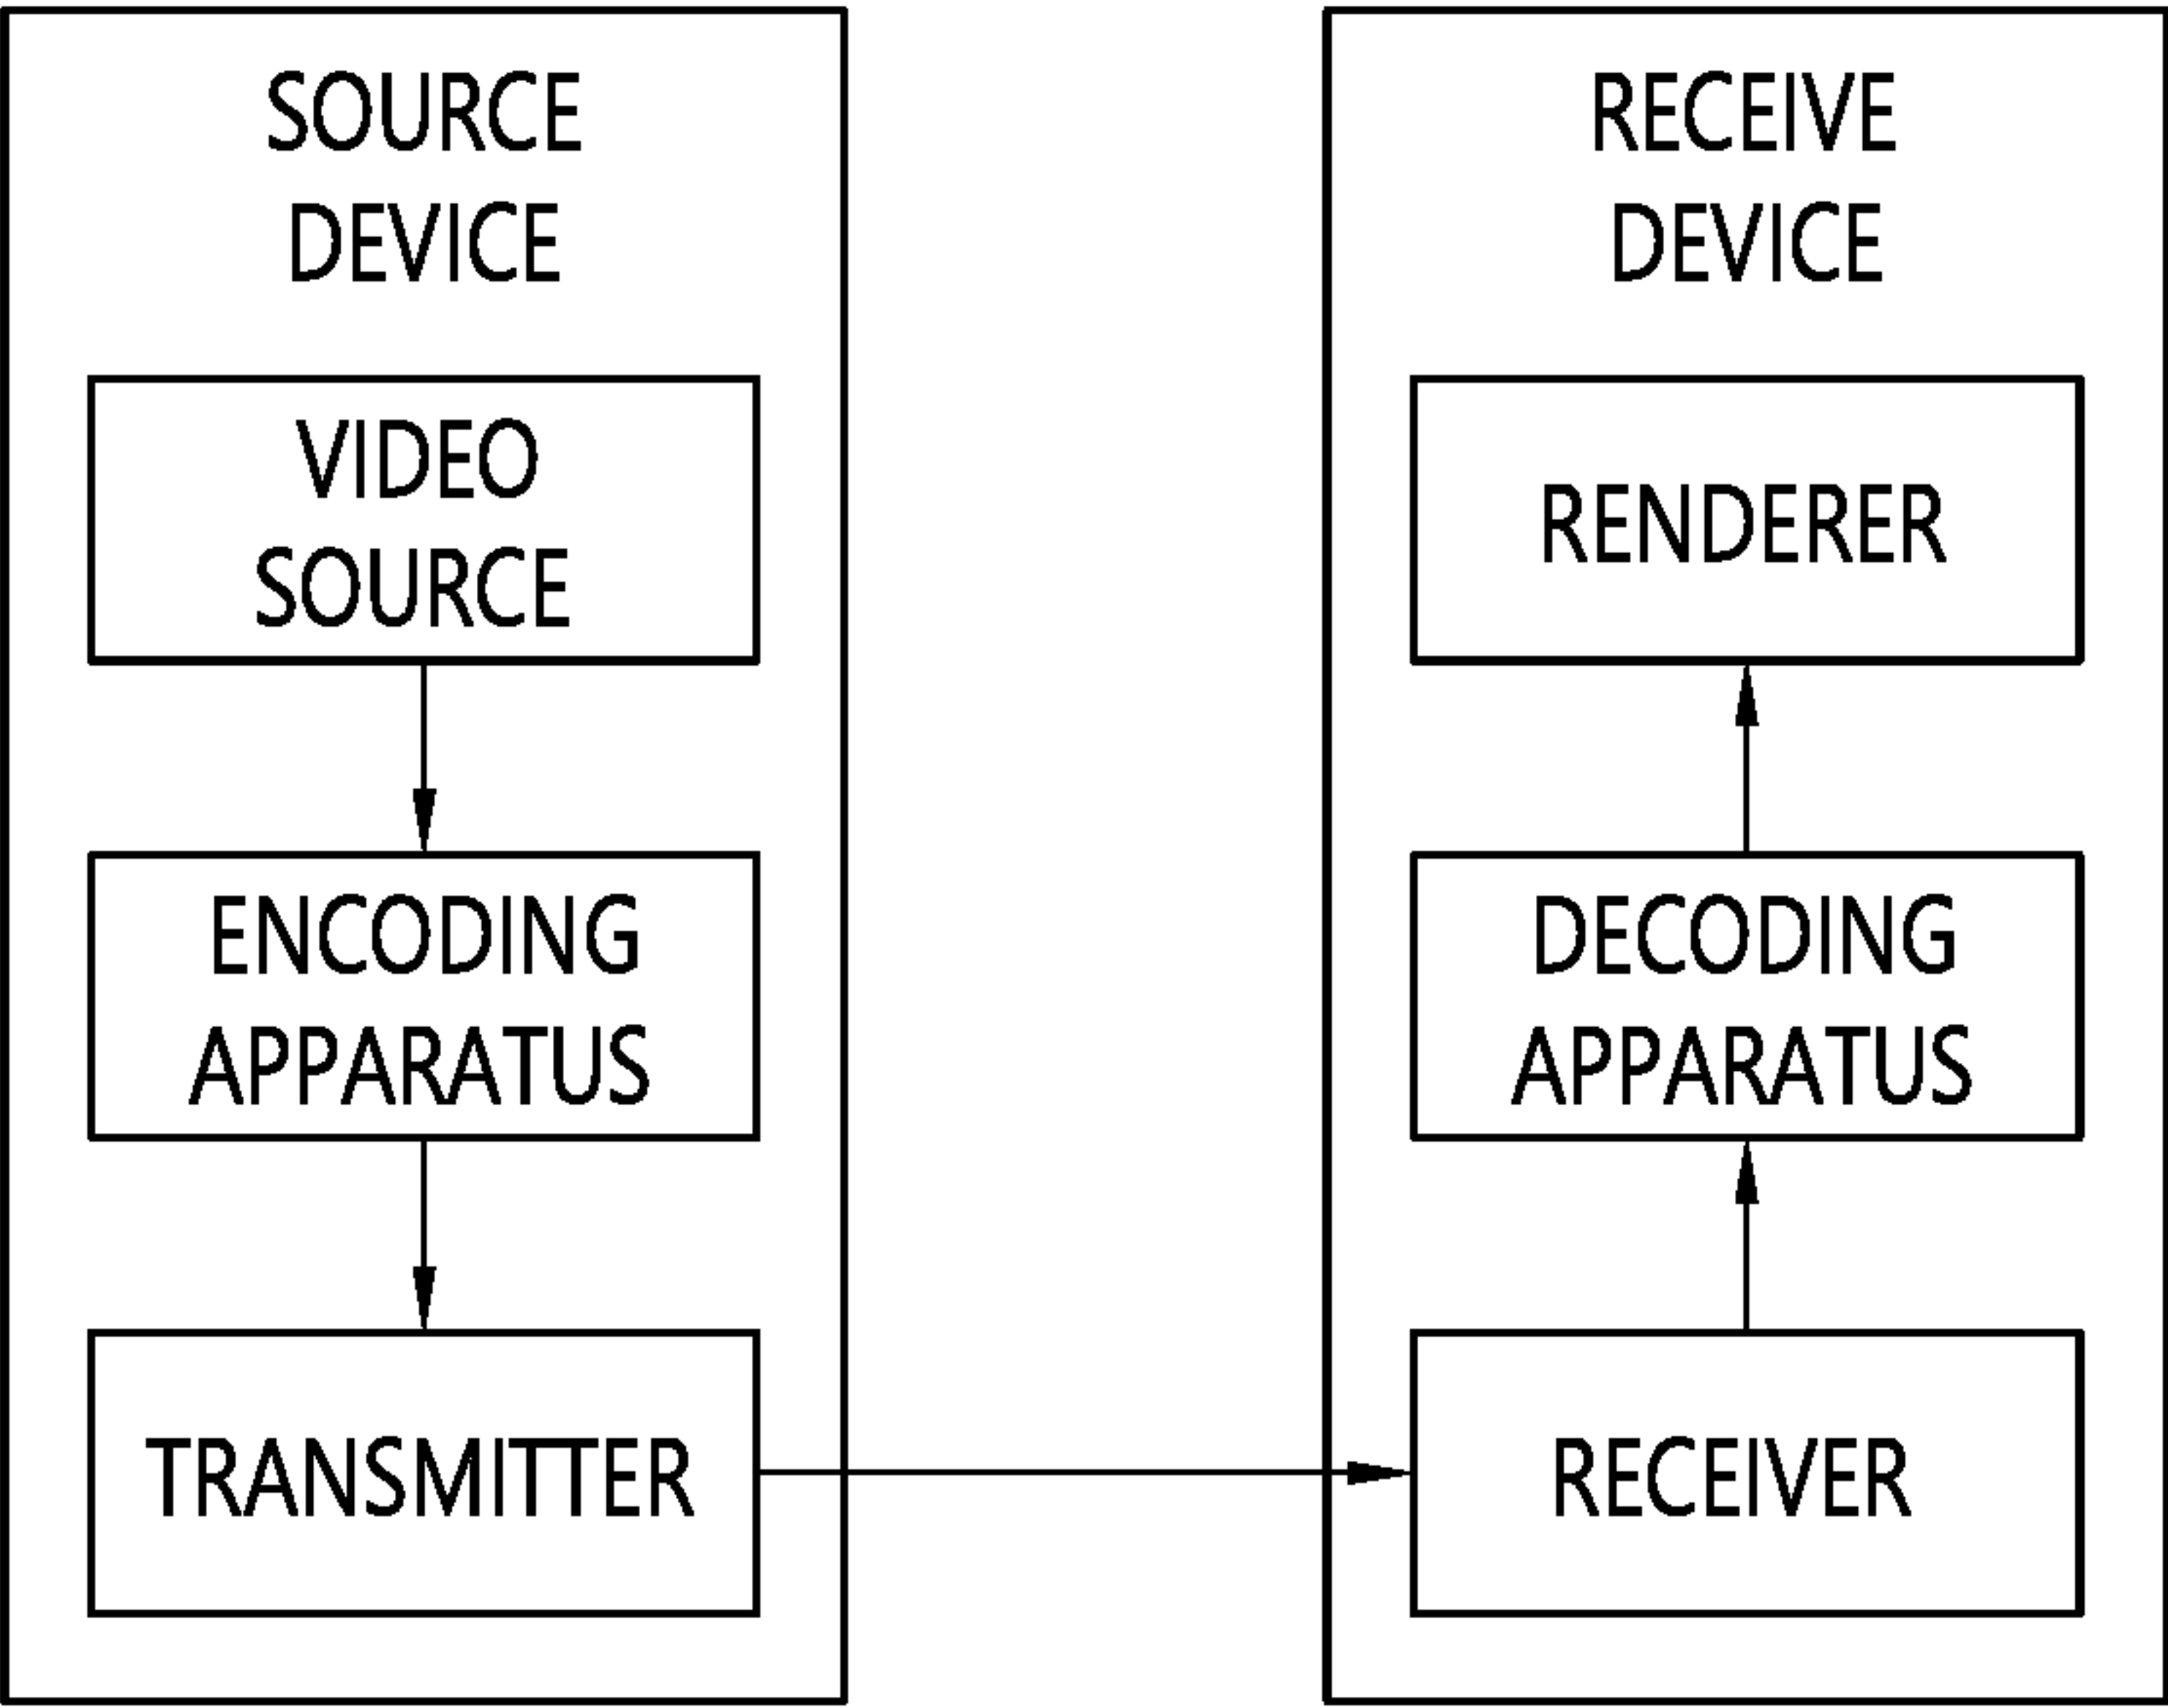 SOURCE
DEVICE
VIDEO
SOURCE
ENCODING
APPARATUS
TRANSMITTER
RECEIVE
DEVICE
RENDERER
DECODING
APPARATUS
RECEIVER